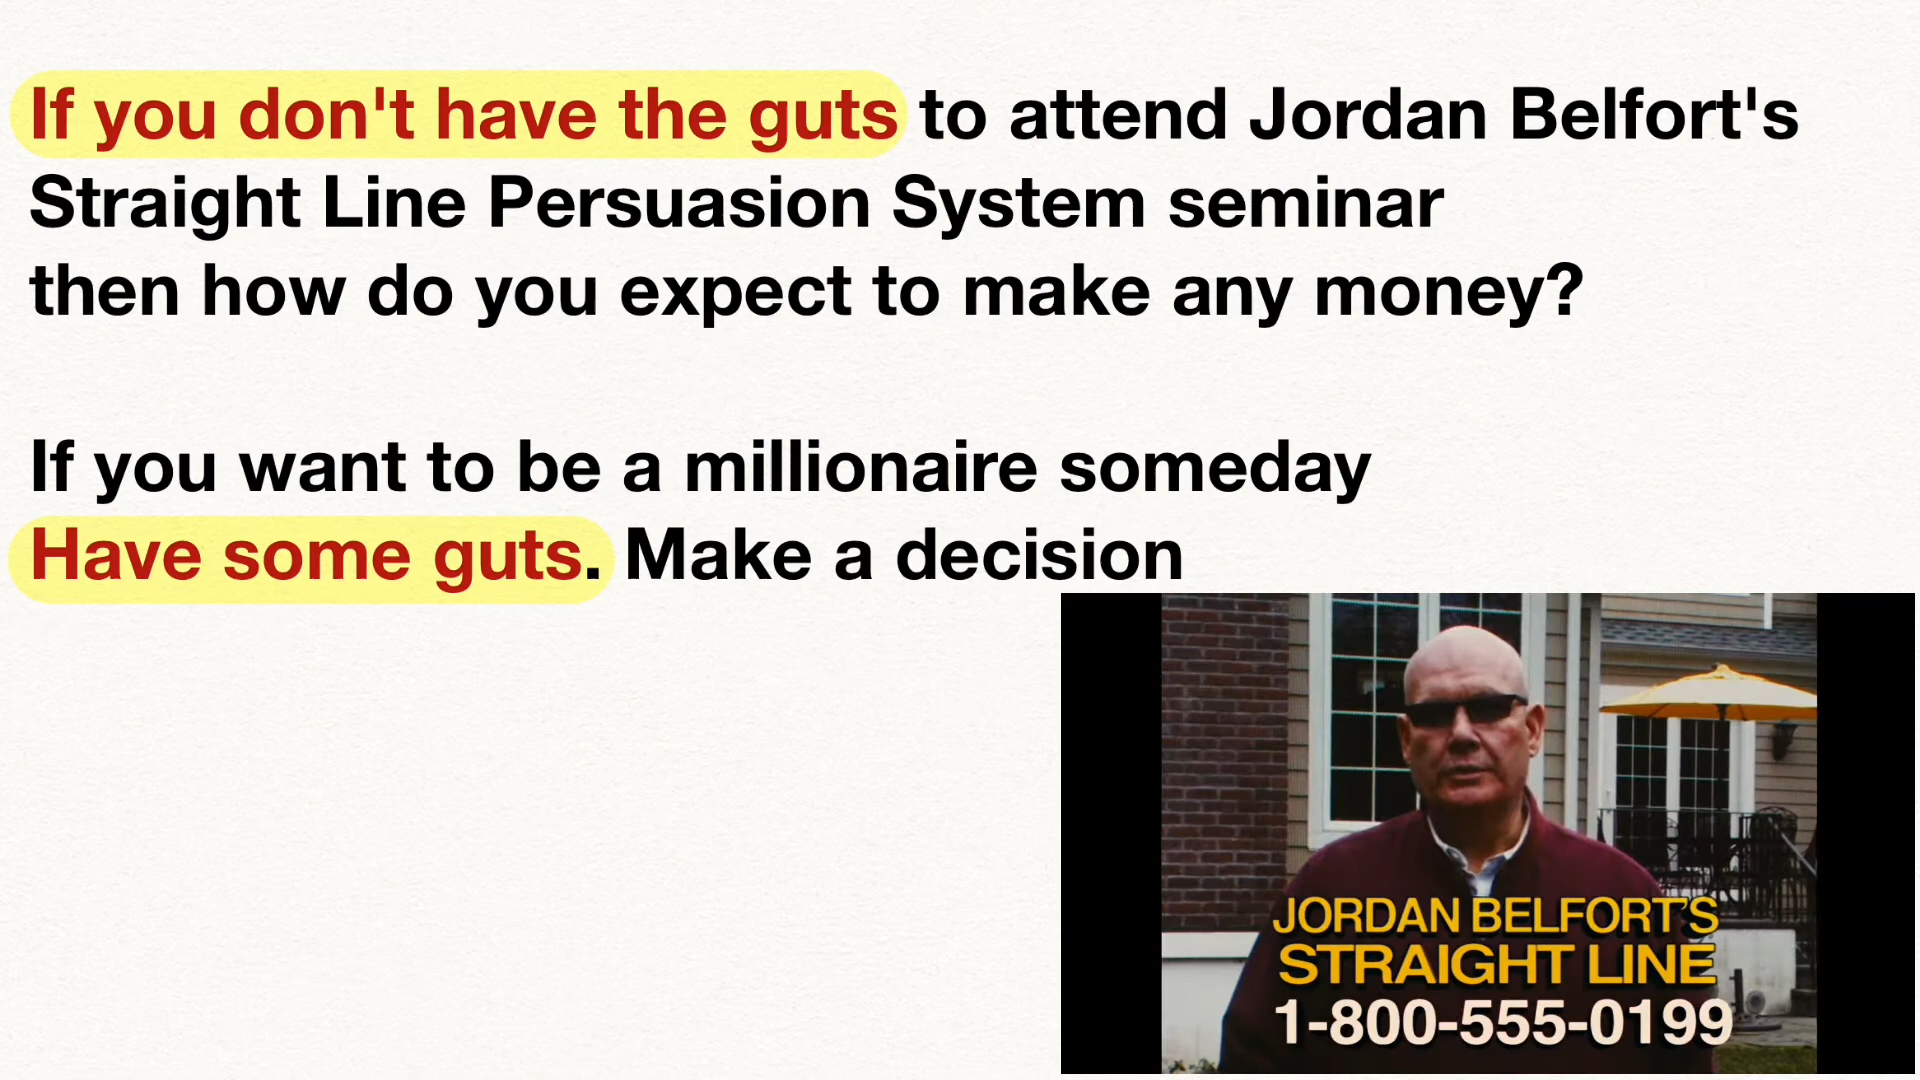 If you don't have the guts to attend Jordan Belfort's
Straight Line Persuasion System seminar
then how do you expect to make any money?
If you want to be a millionaire someday
Have some guts. Make a decision
JORDAN BELFORT'S
STRAIGHT LINE
1-800-555-0199